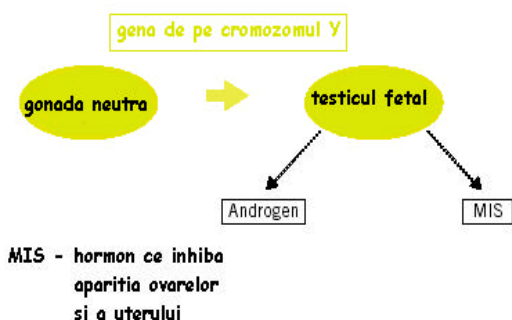 gena de pe cromozomul Y
gonada neutra
testicul fetal
Androgen
MIS
MIS - hormon ce inhiba
aparitia ovarelor
si a uterului